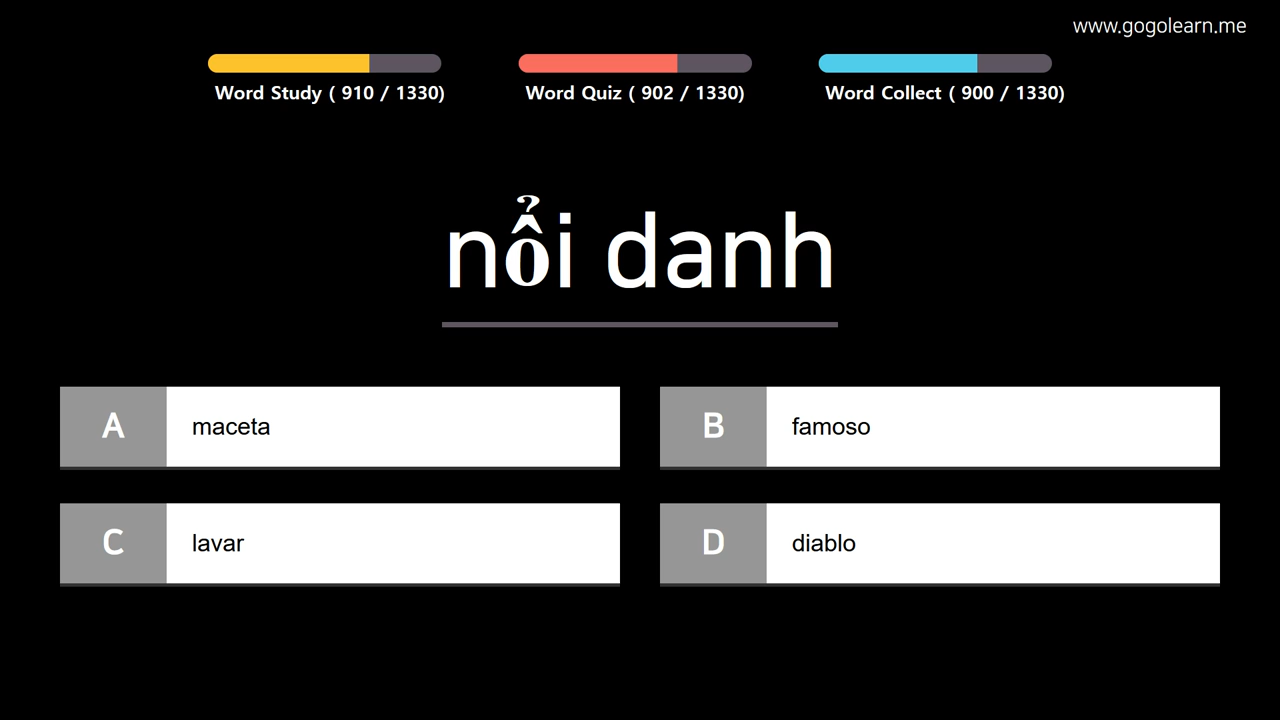 www.gogolearn.me
Word Study ( 910 / 1330) Word Quiz ( 902 / 1330) Word Collect ( 900 / 1330)
nổi danh
A maceta
B famoso
C lavar
D diablo